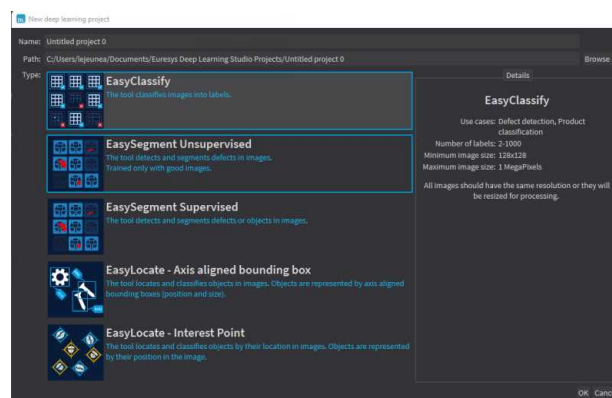 New deep learning project
Name: Untitled project 0
Path: C:/Users/lejeunea/Documents/Euresys Deep Learning Studio Projects/Untitled project 0 Browse
Type:
EasyClassify
The tool classifies images into labels.
EasySegment Unsupervised
The tool detects and segments defects in images.
Trained only with good images.
EasySegment Supervised
The tool detects and segments defects or objects in images.
EasyLocate - Axis aligned bounding box
The tool locates and classifies objects in images. Objects are represented by axis aligned
bounding boxes (position and size).
EasyLocate - Interest Point
The tool locates and classifies objects by their location in images. Objects are represented
by their position in the image.
Details
EasyClassify
Use cases: Defect detection, Product
classification
Number of labels: 2-1000
Minimum image size: 128x128
Maximum image size: 1 MegaPixels
All images should have the same resolution or they will
be resized for processing.
OK Canc